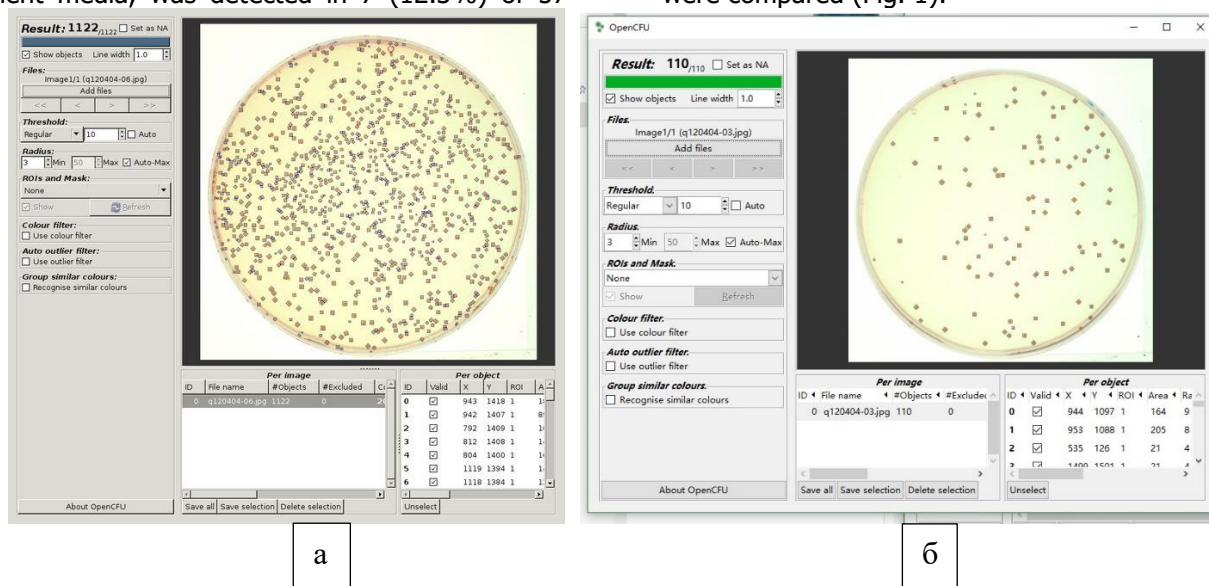 ent media, was detected in 7 (12.3%) of 57
were compared (Fig. 1).
Result: 1122/1122 Set as NA
Show objects Line width 1.0
Files:
Image1/1 (q120404-06.jpg)
Add files
<< < > >>
Threshold:
Regular 10 Auto
Radius:
3 Min 50 Max Auto-Max
ROIs and Mask:
None
Show Refresh
Colour filter:
Use colour filter
Auto outlier filter:
Use outlier filter
Group similar colours:
Recognise similar colours
About OpenCFU
Per image
ID File name #Objects #Excluded
0 q120404-06.jpg 1122 0
Save all Save selection Delete selection
Per object
ID Valid X Y ROI A
0 943 1418 1
1 942 1407 1
2 792 1409 1
3 812 1408 1
4 804 1400 1
5 1119 1394 1
6 1118 1384 1
Unselect
а
OpenCFU
Result: 110/110 Set as NA
Show objects Line width 1.0
Files.
Image1/1 (q120404-03.jpg)
Add files
<< < > >>
Threshold.
Regular 10 Auto
Radius.
3 Min 50 Max Auto-Max
ROIs and Mask.
None
Show Refresh
Colour filter.
Use colour filter
Auto outlier filter.
Use outlier filter
Group similar colours.
Recognise similar colours
About OpenCFU
Per image
ID File name #Objects #Excluded
0 q120404-03.jpg 110 0
Save all Save selection Delete selection
Per object
ID Valid X Y ROI Area Ra
0 944 1097 1 164 9
1 953 1088 1 205 8
2 535 126 1 21 4
Unselect
б